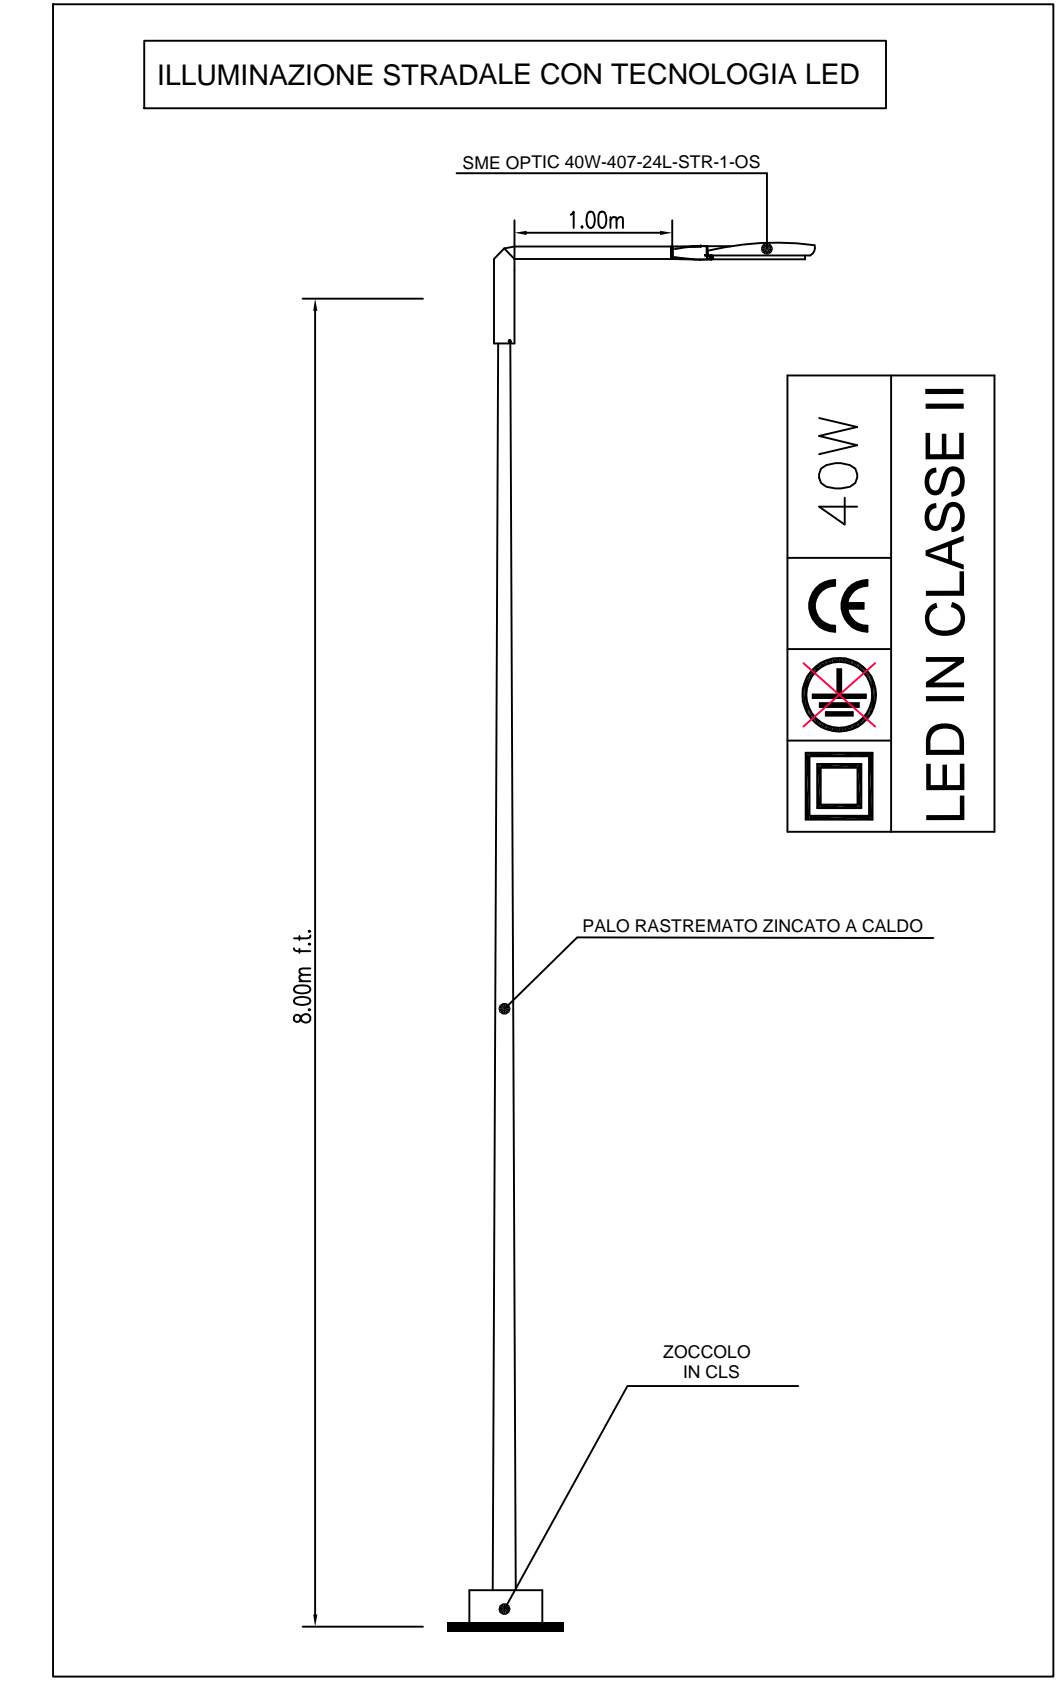 ILLUMINAZIONE STRADALE CON TECNOLOGIA LED
SME OPTIC 40W-407-24L-STR-1-OS
1.00m
40W
CE
LED IN CLASSE II
PALO RASTREMATO ZINCATO A CALDO
8.00m f.t.
ZOCCOLO
IN CLS